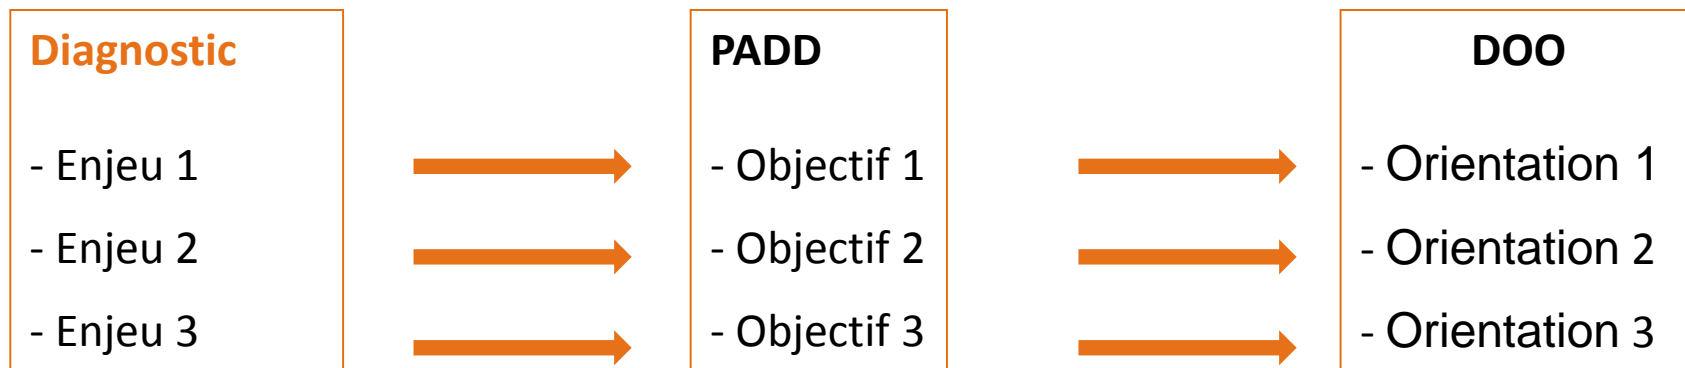 Diagnostic
- Enjeu 1
- Enjeu 2
- Enjeu 3
PADD
- Objectif 1
- Objectif 2
- Objectif 3
DOO
- Orientation 1
- Orientation 2
- Orientation 3